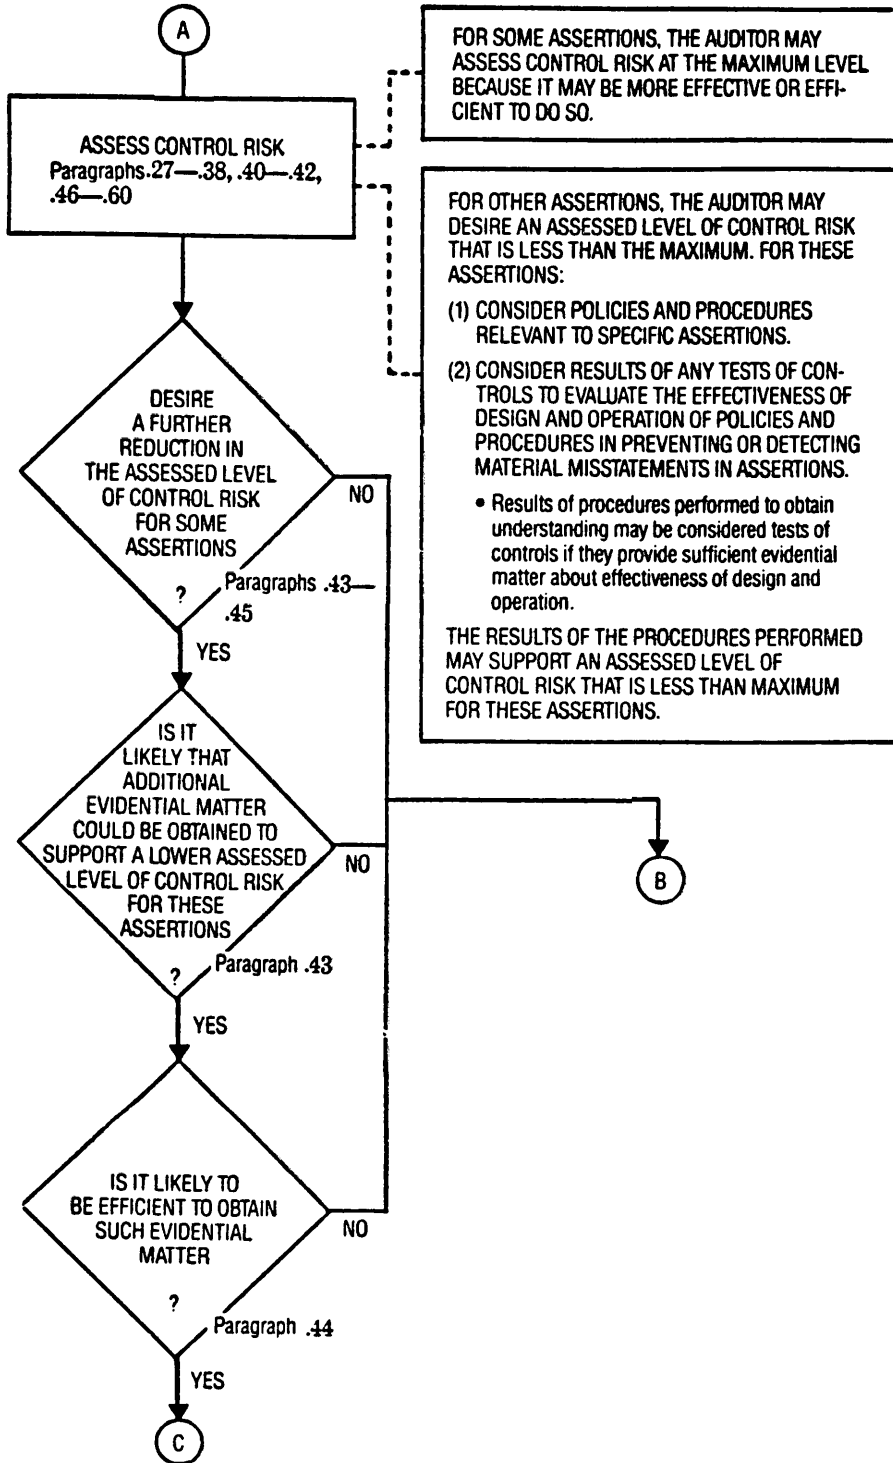 A
ASSESS CONTROL RISK
Paragraphs.27—.38, .40—.42,
.46—.60
FOR SOME ASSERTIONS, THE AUDITOR MAY
ASSESS CONTROL RISK AT THE MAXIMUM LEVEL
BECAUSE IT MAY BE MORE EFFECTIVE OR EFFI-
CIENT TO DO SO.
FOR OTHER ASSERTIONS, THE AUDITOR MAY
DESIRE AN ASSESSED LEVEL OF CONTROL RISK
THAT IS LESS THAN THE MAXIMUM. FOR THESE
ASSERTIONS:
(1) CONSIDER POLICIES AND PROCEDURES
RELEVANT TO SPECIFIC ASSERTIONS.
(2) CONSIDER RESULTS OF ANY TESTS OF CON-
TROLS TO EVALUATE THE EFFECTIVENESS OF
DESIGN AND OPERATION OF POLICIES AND
PROCEDURES IN PREVENTING OR DETECTING
MATERIAL MISSTATEMENTS IN ASSERTIONS.
• Results of procedures performed to obtain
understanding may be considered tests of
controls if they provide sufficient evidential
matter about effectiveness of design and
operation.
THE RESULTS OF THE PROCEDURES PERFORMED
MAY SUPPORT AN ASSESSED LEVEL OF
CONTROL RISK THAT IS LESS THAN MAXIMUM
FOR THESE ASSERTIONS.
DESIRE
A FURTHER
REDUCTION IN
THE ASSESSED LEVEL
OF CONTROL RISK
FOR SOME
ASSERTIONS
?
NO
Paragraphs .43—
.45
YES
IS IT
LIKELY THAT
ADDITIONAL
EVIDENTIAL MATTER
COULD BE OBTAINED TO
SUPPORT A LOWER ASSESSED
LEVEL OF CONTROL RISK
FOR THESE
ASSERTIONS
?
NO
Paragraph .43
B
YES
IS IT LIKELY TO
BE EFFICIENT TO OBTAIN
SUCH EVIDENTIAL
MATTER
?
NO
Paragraph .44
YES
C